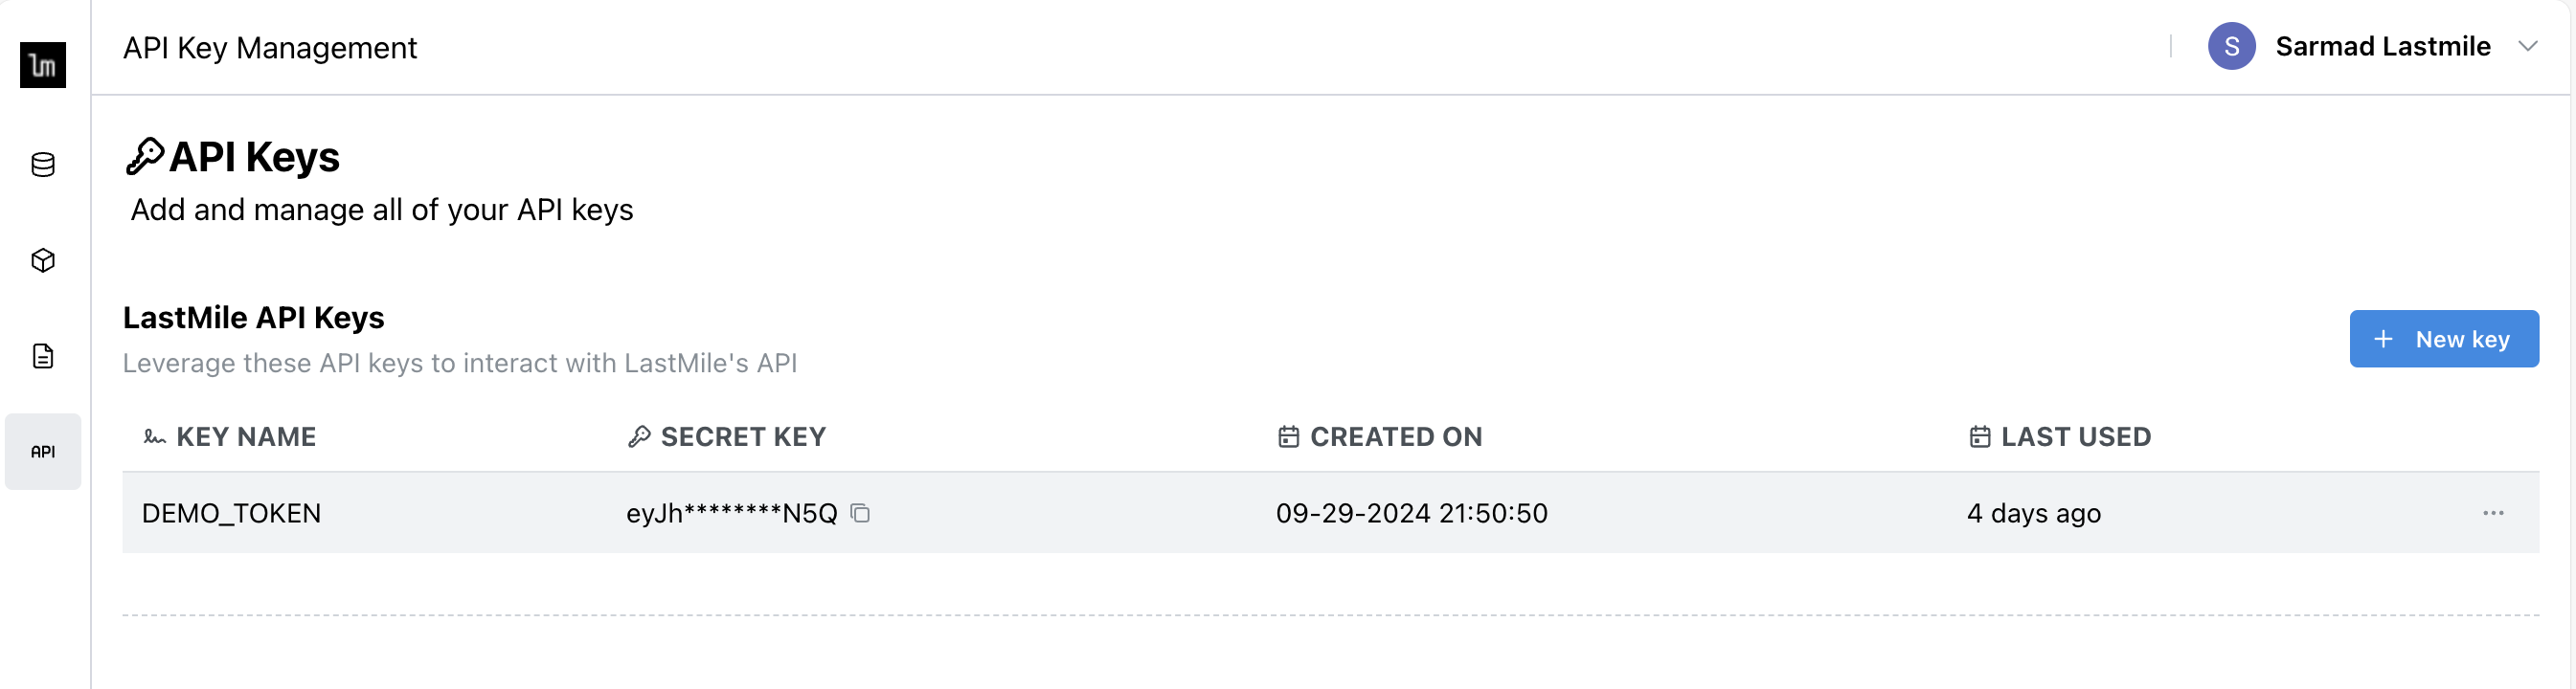 lm
API Key Management
S Sarmad Lastmile
API Keys
Add and manage all of your API keys
LastMile API Keys
Leverage these API keys to interact with LastMile's API
+ New key
API
KEY NAME SECRET KEY CREATED ON LAST USED
DEMO_TOKEN eyJh********N5Q 09-29-2024 21:50:50 4 days ago ...